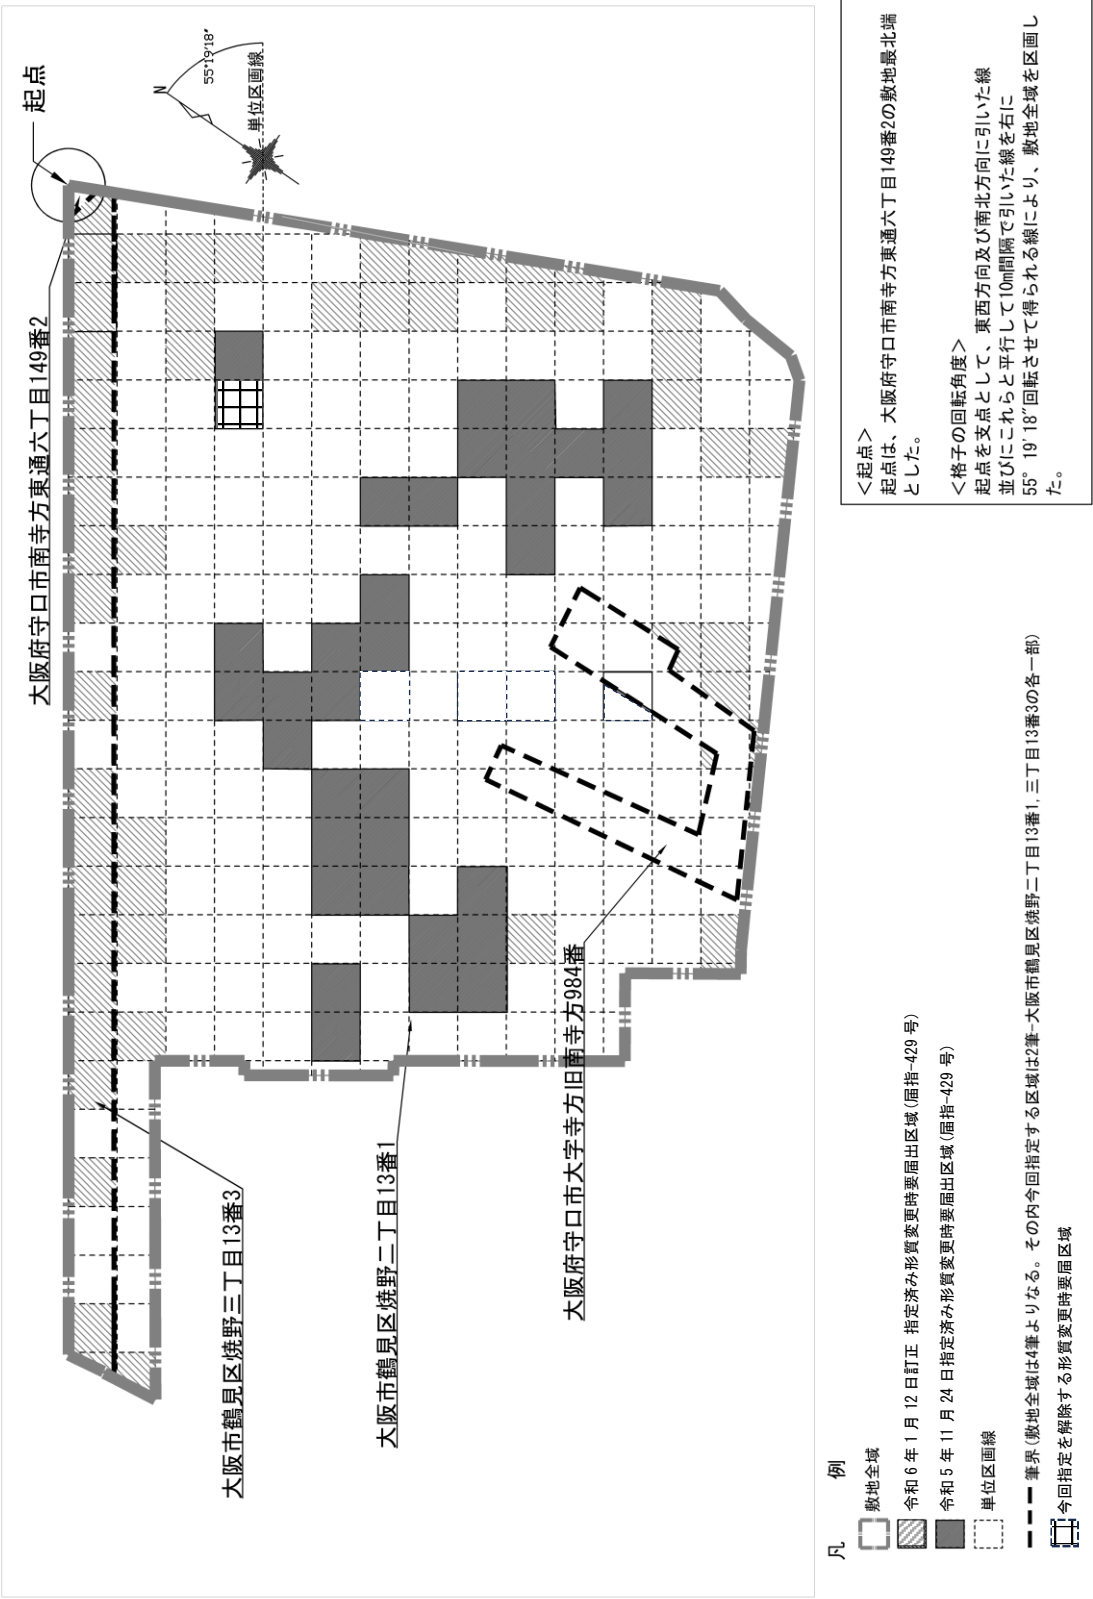 起点
N
55°19′18″
単位区画線
大阪府守口市南寺方東通六丁目149番2
大阪市鶴見区焼野三丁目13番3
大阪市鶴見区焼野二丁目13番1
大阪府守口市大字寺方旧南寺方984番
<起点>
起点は、大阪府守口市南寺方東通六丁目149番2の敷地最北端
とした。
<格子の回転角度>
起点を支点として、東西方向及び南北方向に引いた線
並びにこれらと平行して10m間隔で引いた線を右に
55°19′18″回転させて得られる線により、敷地全域を区画し
た。
凡 例
敷地全域
令和6年1月12日訂正 指定済み形質変更時要届出区域(届指-429号)
令和5年11月24日指定済み形質変更時要届出区域(届指-429号)
単位区画線
筆界(敷地全域は4筆よりなる。その内今回指定する区域は2筆-大阪市鶴見区焼野二丁目13番1,三丁目13番3の各一部)
今回指定を解除する形質変更時要届区域